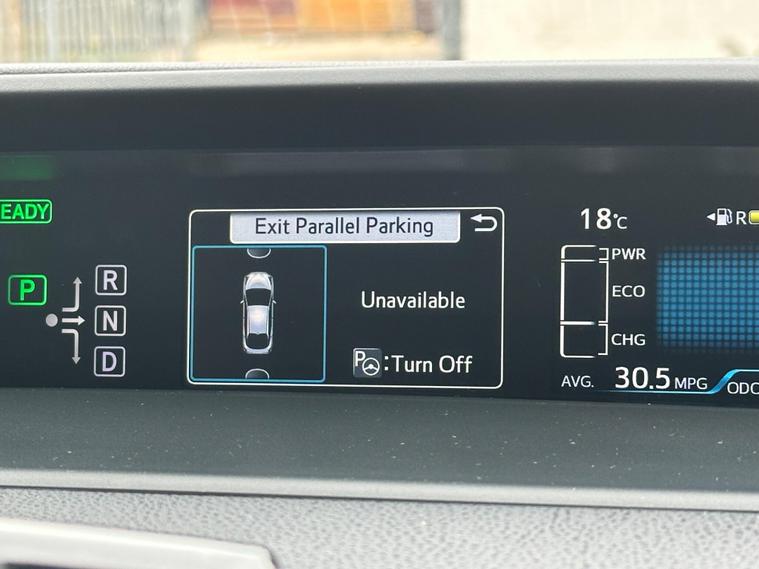 EADY
P
R
N
D
Exit Parallel Parking
Unavailable
P :Turn Off
18°C
R
PWR
ECO
CHG
AVG. 30.5 MPG
ODO